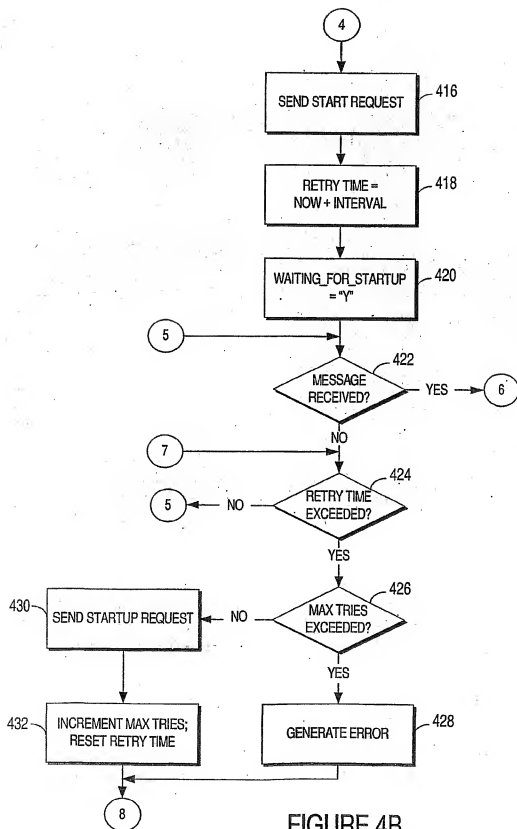 4
SEND START REQUEST
416
RETRY TIME =
NOW + INTERVAL
418
WAITING_FOR_STARTUP
= "Y"
420
5
422
MESSAGE
RECEIVED?
YES
6
NO
7
424
RETRY TIME
EXCEEDED?
NO
5
YES
426
MAX TRIES
EXCEEDED?
NO
430
SEND STARTUP REQUEST
YES
432
INCREMENT MAX TRIES;
RESET RETRY TIME
GENERATE ERROR
428
8
FIGURE 4B